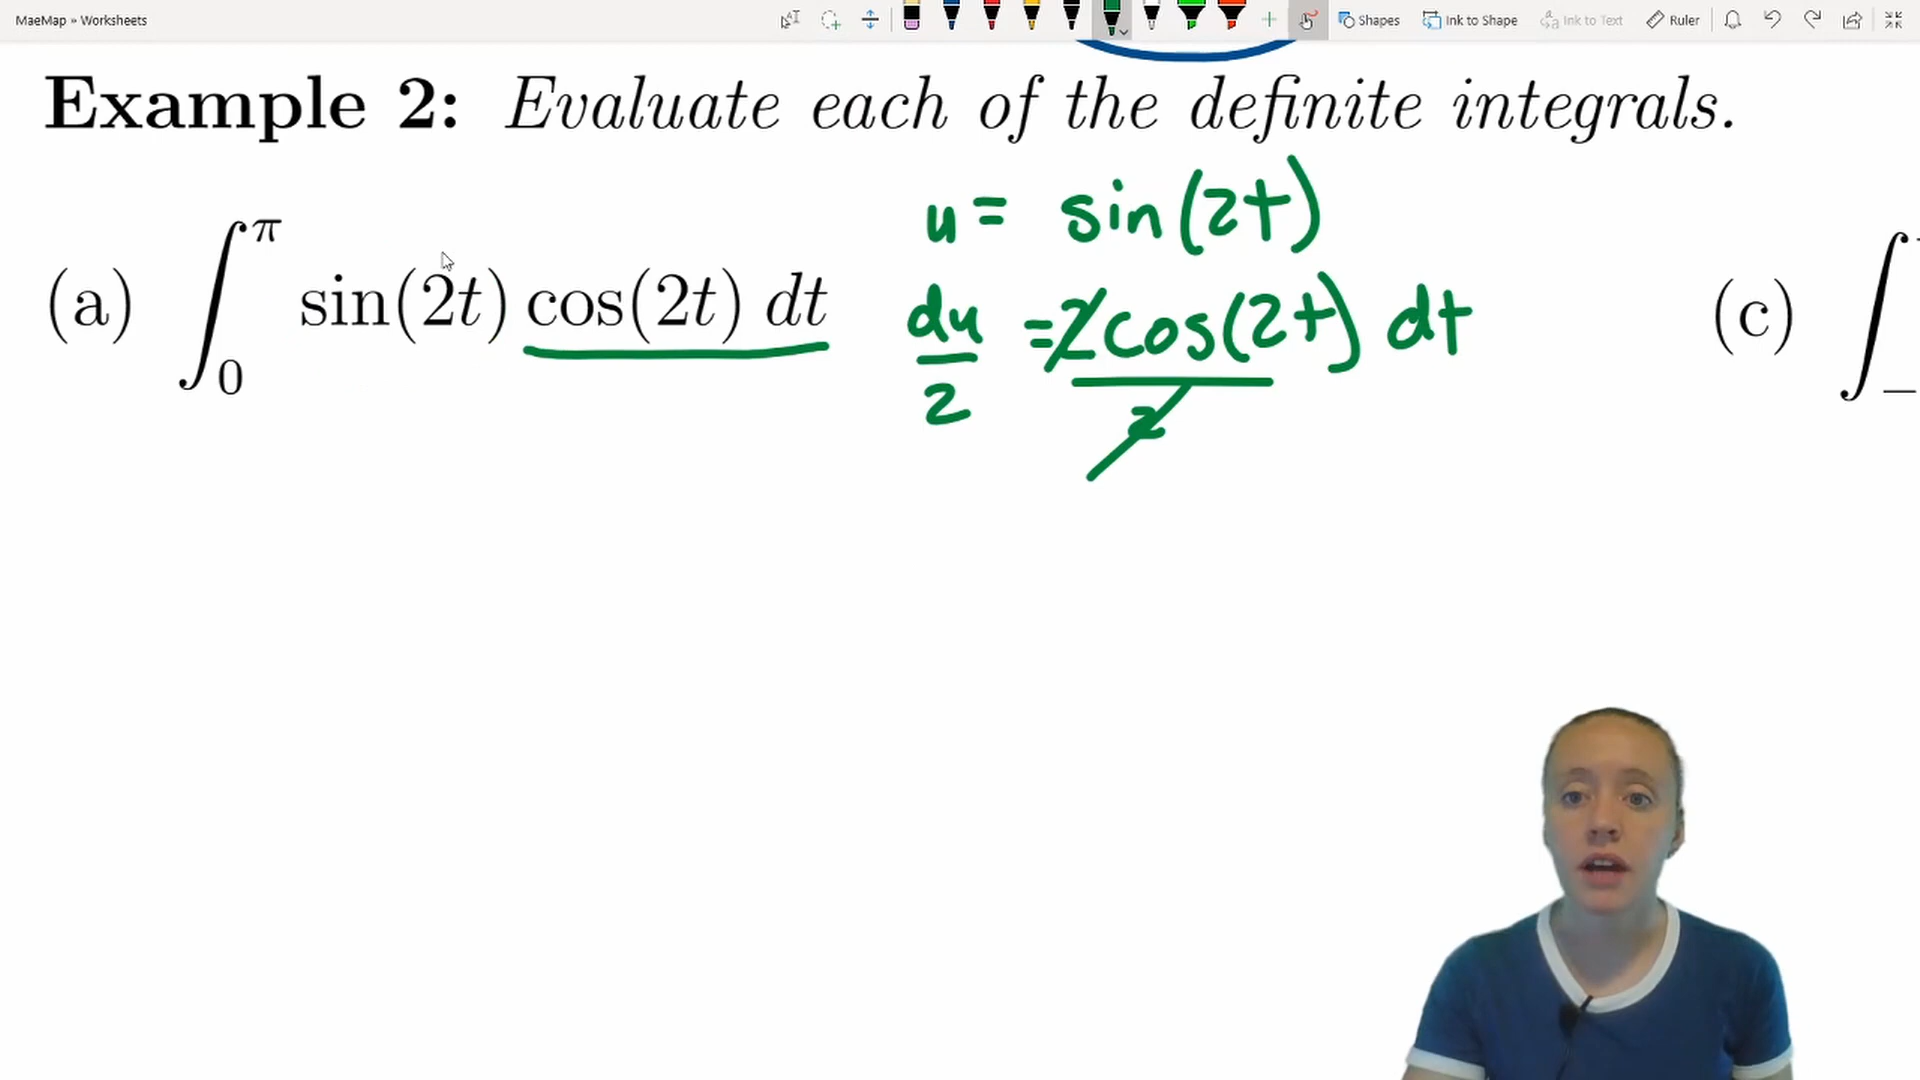 MaeMap » Worksheets
Shapes Ink to Shape Ink to Text Ruler
Example 2: Evaluate each of the definite integrals.
(a) ∫₀^π sin(2t) cos(2t) dt
u = sin(2t)
du/2 = 2cos(2t) dt/2
(c) ∫